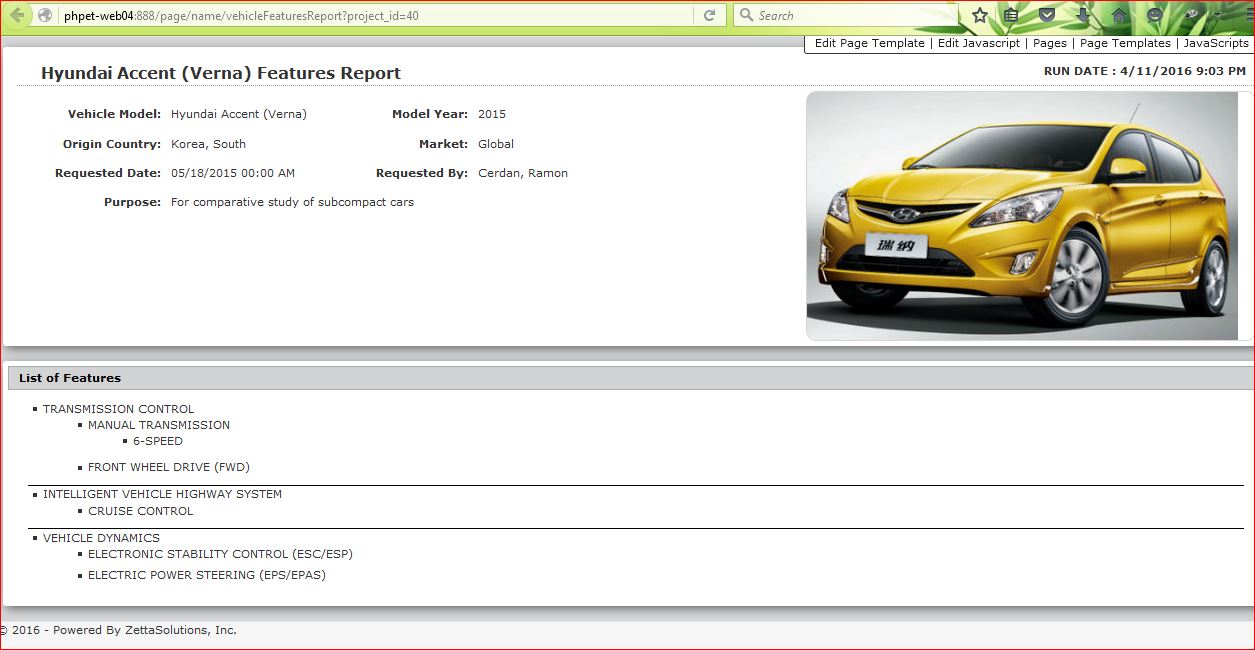 phpet-web04:888/page/name/vehicleFeaturesReport?project_id=40
Search
Edit Page Template | Edit Javascript | Pages | Page Templates | JavaScripts
Hyundai Accent (Verna) Features Report
RUN DATE : 4/11/2016 9:03 PM
Vehicle Model: Hyundai Accent (Verna) Model Year: 2015
Origin Country: Korea, South Market: Global
Requested Date: 05/18/2015 00:00 AM Requested By: Cerdan, Ramon
Purpose: For comparative study of subcompact cars
瑞纳
List of Features
TRANSMISSION CONTROL
MANUAL TRANSMISSION
6-SPEED
FRONT WHEEL DRIVE (FWD)
INTELLIGENT VEHICLE HIGHWAY SYSTEM
CRUISE CONTROL
VEHICLE DYNAMICS
ELECTRONIC STABILITY CONTROL (ESC/ESP)
ELECTRIC POWER STEERING (EPS/EPAS)
© 2016 - Powered By ZettaSolutions, Inc.